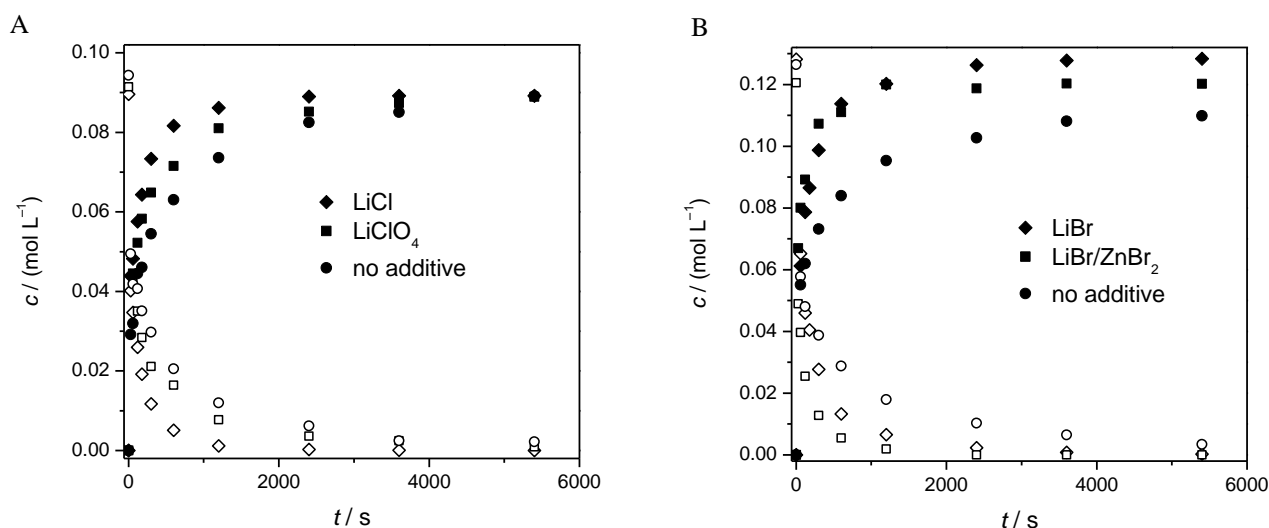 A
c / (mol L⁻¹)
0.10
0.08
0.06
0.04
0.02
0.00
LiCl
LiClO₄
no additive
0
2000
4000
6000
t / s
B
c / (mol L⁻¹)
0.12
0.10
0.08
0.06
0.04
0.02
0.00
LiBr
LiBr/ZnBr₂
no additive
0
2000
4000
6000
t / s